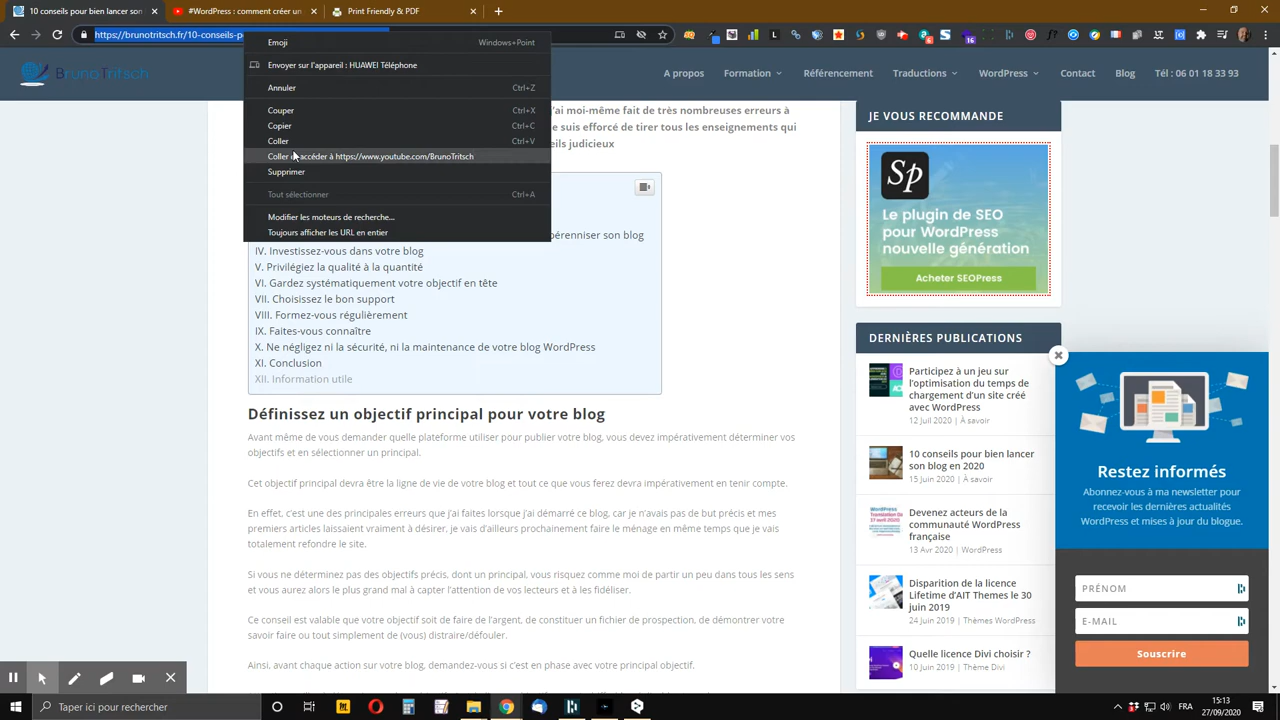 10 conseils pour bien lancer son
#WordPress : Créer un
PARTIE
https://brunotritsch.fr/10-conseils-p
Emoji Windows+Point
Envoyer sur l'appareil : HUAWEI Téléphone
Annuler Ctrl+Z
Couper Ctrl+X
Copier Ctrl+C
Coller Ctrl+V
Coller et accéder à https://www.youtube.com/BrunoTritsch
Supprimer
Tout sélectionner Ctrl+A
Modifier les moteurs de recherche...
Toujours afficher les URL en entier
BrunoTritsch
A propos
Formation
Référencement
Traductions
WordPress
Contact
Blog
Tél : 06 01 18 33 93
j'ai moi-même fait de très nombreuses erreurs à
e suis efforcé de tirer tous les enseignements qui
eils judicieux
pérenniser son blog
IV. Investissez-vous dans votre blog
V. Privilégiez la qualité à la quantité
VI. Gardez systématiquement votre objectif en tête
VII. Choisissez le bon support
VIII. Formez-vous régulièrement
IX. Faites-vous connaître
X. Ne négligez ni la sécurité, ni la maintenance de votre blog WordPress
XI. Conclusion
XII. Information utile
Définissez un objectif principal pour votre blog
Avant même de vous demander quelle plateforme utiliser pour publier votre blog, vous devez impérativement déterminer vos
objectifs et en sélectionner un principal.
Cet objectif principal devra être la ligne de vie de votre blog et tout ce que vous ferez devra impérativement en tenir compte.
En effet, c'est une des principales erreurs que j'ai faites lorsque j'ai démarré ce blog, car je n'avais pas de but précis et mes
premiers articles laissaient vraiment à désirer, je vais d'ailleurs prochainement faire le ménage en même temps que je vais
totalement refondre le site.
Si vous ne déterminez pas des objectifs précis, dont un principal, vous risquez comme moi de partir un peu dans tous les sens
et vous aurez alors le plus grand mal à capter l'attention de vos lecteurs et à les fidéliser.
Ce conseil est valable que votre objectif soit de faire de l'argent, de constituer un fichier de prospection, de démontrer votre
savoir faire ou tout simplement de (vous) distraire/défouler.
Ainsi, avant chaque action sur votre blog, demandez-vous si c'est en phase avec votre principal objectif.
JE VOUS RECOMMANDE
Sp
Le plugin de SEO
pour WordPress
nouvelle génération
Acheter SEOPress
DERNIÈRES PUBLICATIONS
Participez à un jeu sur
l'optimisation du temps de
chargement d'un site créé
avec WordPress
12 Juil 2020 | À savoir
10 conseils pour bien lancer
son blog en 2020
15 Juin 2020 | À savoir
Devenez acteurs de la
communauté WordPress
française
13 Avr 2020 | WordPress
Disparition de la licence
Lifetime d'AIT Themes le 30
juin 2019
24 Juin 2019 | Thèmes WordPress
Quelle licence Divi choisir ?
10 Juin 2019 | Thème Divi
Restez informés
Abonnez-vous à ma newsletter pour
recevoir les dernières actualités
WordPress et mises à jour du blogue.
PRÉNOM
E-MAIL
Souscrire
Taper ici pour rechercher
FRA
15:13
27/09/2020